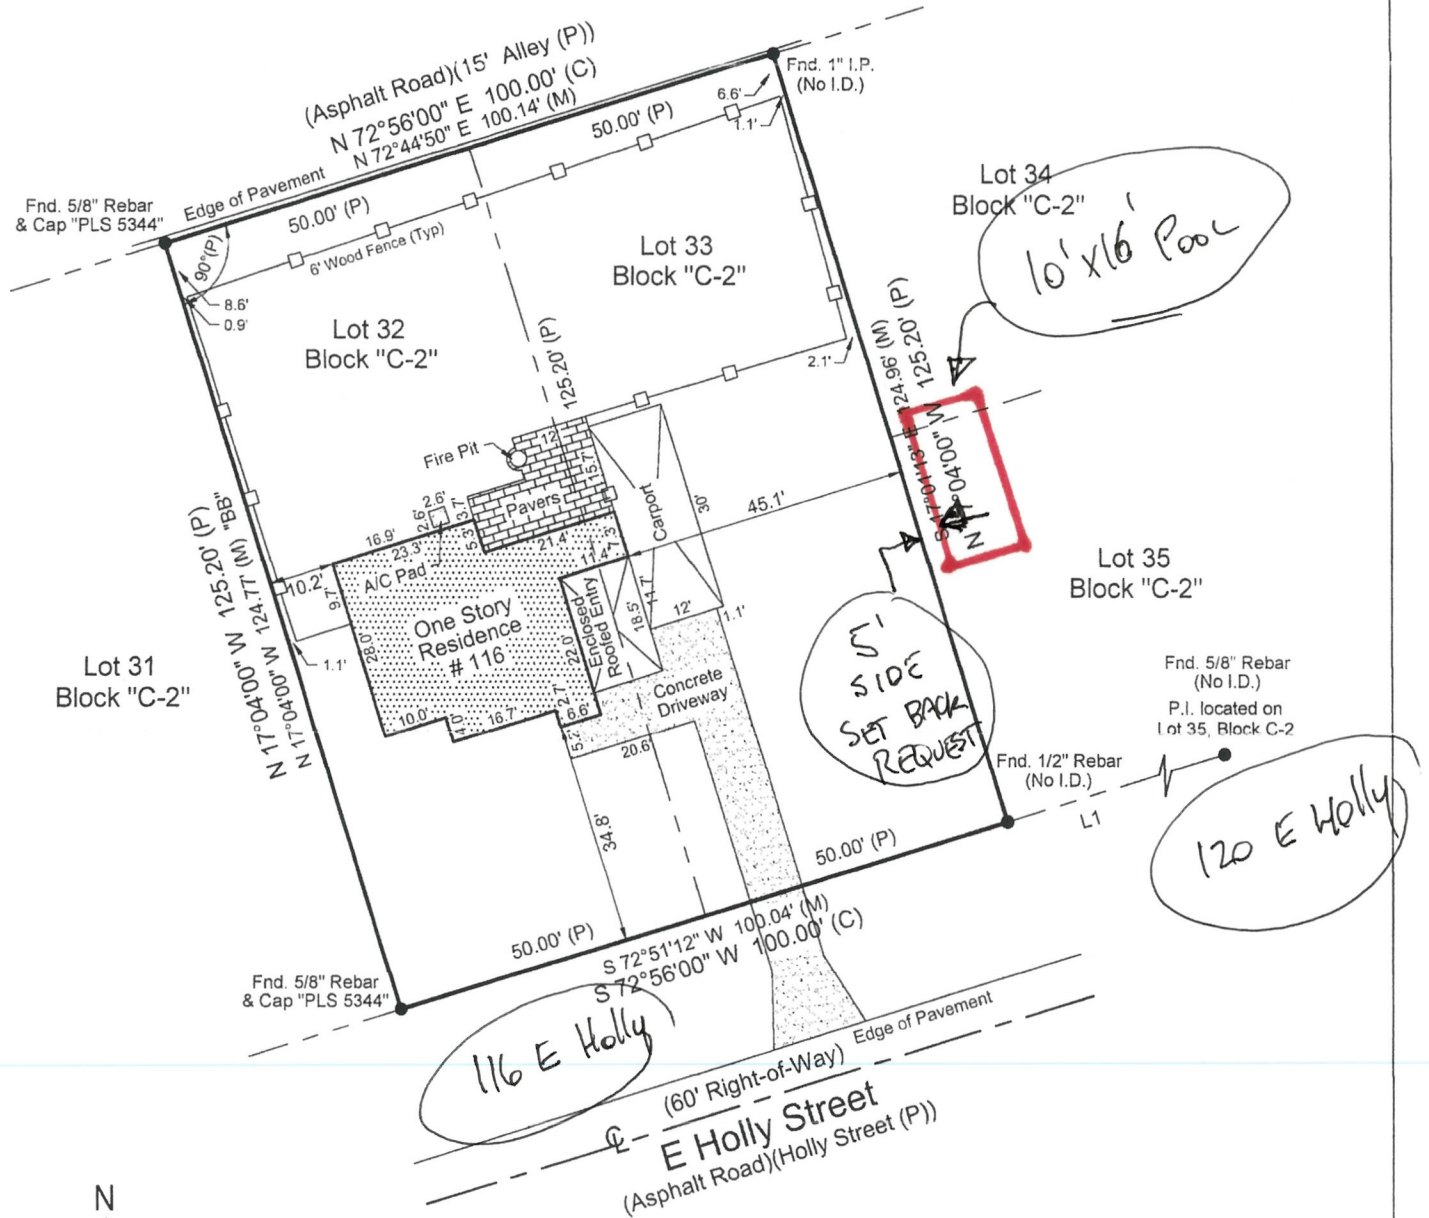 (Asphalt Road)(15' Alley (P))
N 72°56'00" E 100.00' (C)
N 72°44'50" E 100.14' (M)
Fnd. 1" I.P.
(No I.D.)
6.6'
1.1'
50.00' (P)
Edge of Pavement
50.00' (P)
Fnd. 5/8" Rebar
& Cap "PLS 5344"
90°(P)
6' Wood Fence (Typ)
8.6'
0.9'
Lot 34
Block "C-2"
10'x16' POOL
Lot 33
Block "C-2"
Lot 32
Block "C-2"
125.20' (P)
2.1'
S 17°01'13" E 124.96' (M)
N 17°04'00" W 125.20' (P)
Fire Pit
12'
15.7'
Pavers
Carport
30'
45.1'
2.6'
2.6'
3.7'
5.3'
16.9'
23.3'
21.4'
7.3'
11.4'
A/C Pad
10.2'
9.7'
28.0'
One Story
Residence
# 116
Enclosed
Roofed Entry
22.0'
18.5'
11.7'
12'
1.1'
Lot 35
Block "C-2"
5'
SIDE
SET BACK
REQUEST
N 17°04'00" W 125.20' (P)
N 17°04'00" W 124.77' (M) "BB"
Lot 31
Block "C-2"
1.1'
10.0'
4.0'
16.7'
2.7'
6.6'
5.2'
20.6'
Concrete
Driveway
34.8'
Fnd. 5/8" Rebar
(No I.D.)
P.I. located on
Lot 35, Block C-2
Fnd. 1/2" Rebar
(No I.D.)
L1
120 E Holly
50.00' (P)
50.00' (P)
S 72°51'12" W 100.04' (M)
S 72°56'00" W 100.00' (C)
Fnd. 5/8" Rebar
& Cap "PLS 5344"
116 E Holly
Edge of Pavement
(60' Right-of-Way)
E Holly Street
(Asphalt Road)(Holly Street (P))
N